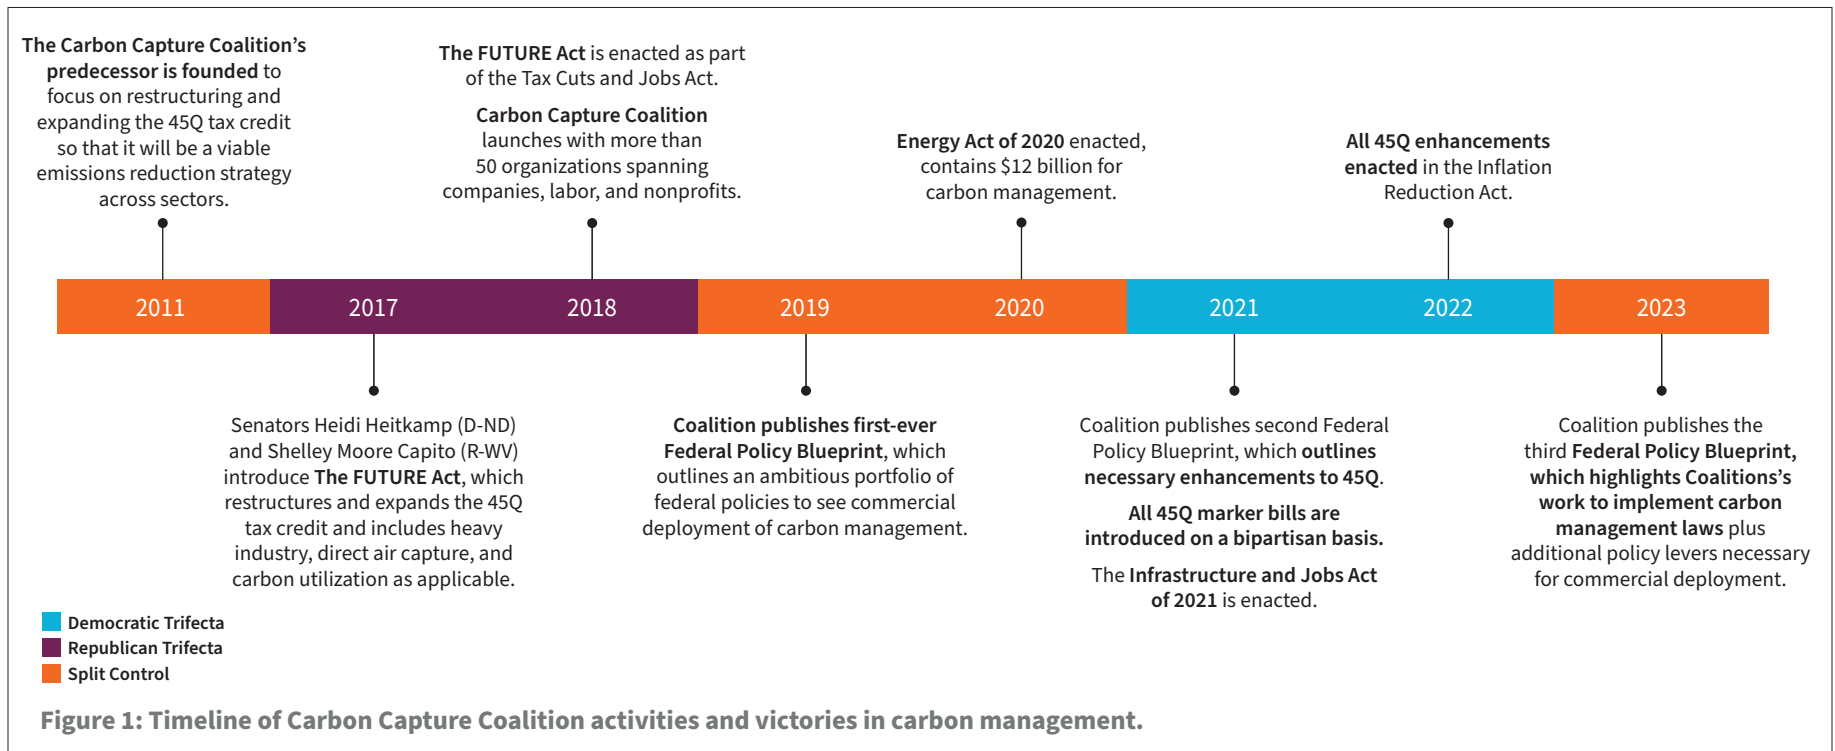 The Carbon Capture Coalition's
predecessor is founded to
focus on restructuring and
expanding the 45Q tax credit
so that it will be a viable
emissions reduction strategy
across sectors.
The FUTURE Act is enacted as part
of the Tax Cuts and Jobs Act.
Carbon Capture Coalition
launches with more than
50 organizations spanning
companies, labor, and nonprofits.
Energy Act of 2020 enacted,
contains $12 billion for
carbon management.
All 45Q enhancements
enacted in the Inflation
Reduction Act.
2011
2017
2018
2019
2020
2021
2022
2023
Senators Heidi Heitkamp (D-ND)
and Shelley Moore Capito (R-WV)
introduce The FUTURE Act, which
restructures and expands the 45Q
tax credit and includes heavy
industry, direct air capture, and
carbon utilization as applicable.
Coalition publishes first-ever
Federal Policy Blueprint, which
outlines an ambitious portfolio of
federal policies to see commercial
deployment of carbon management.
Coalition publishes second Federal
Policy Blueprint, which outlines
necessary enhancements to 45Q.
All 45Q marker bills are
introduced on a bipartisan basis.
The Infrastructure and Jobs Act
of 2021 is enacted.
Coalition publishes the
third Federal Policy Blueprint,
which highlights Coalitions's
work to implement carbon
management laws plus
additional policy levers necessary
for commercial deployment.
Democratic Trifecta
Republican Trifecta
Split Control
Figure 1: Timeline of Carbon Capture Coalition activities and victories in carbon management.